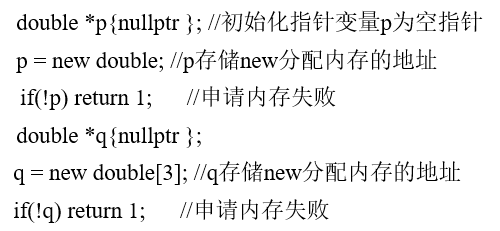 double *p{nullptr }; //初始化指针变量p为空指针
p = new double; //p存储new分配内存的地址
if(!p) return 1; //申请内存失败
double *q{nullptr };
q = new double[3]; //q存储new分配内存的地址
if(!q) return 1; //申请内存失败